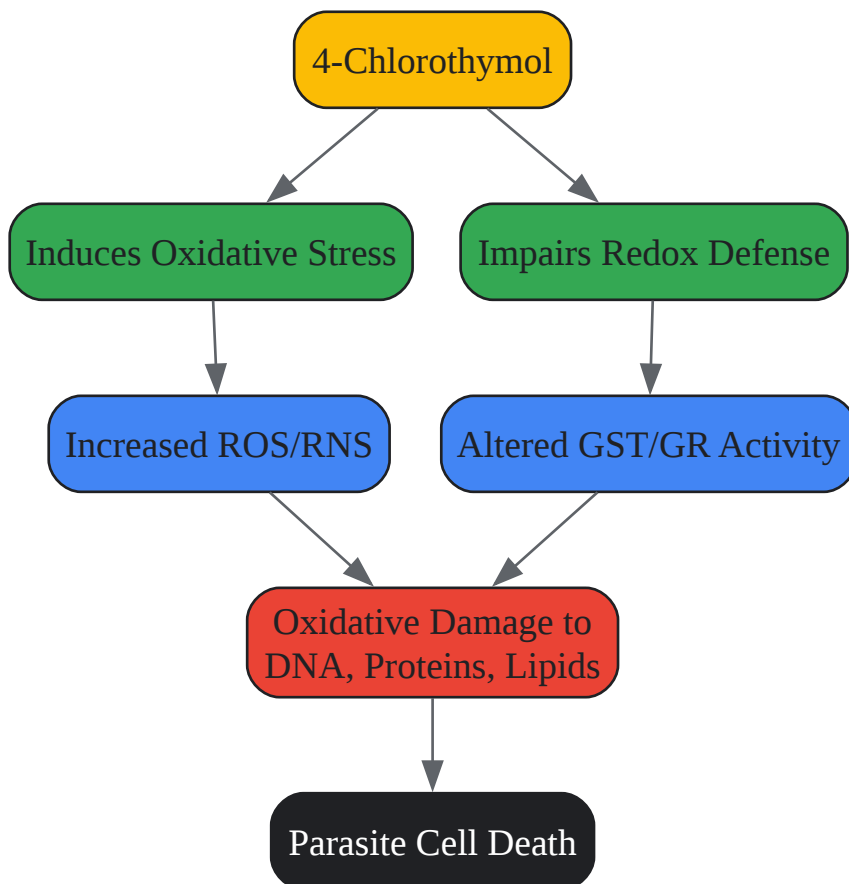 4-Chlorothymol
Induces Oxidative Stress
Impairs Redox Defense
Increased ROS/RNS
Altered GST/GR Activity
Oxidative Damage to
DNA, Proteins, Lipids
Parasite Cell Death